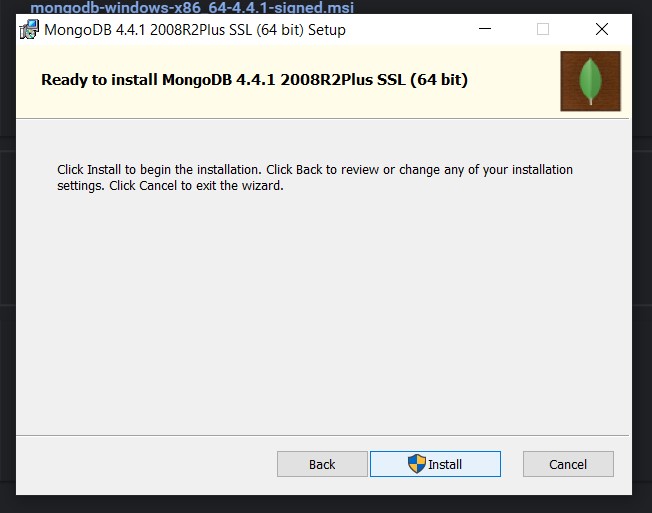 mongodb-windows-x86_64-4.4.1-signed.msi
MongoDB 4.4.1 2008R2Plus SSL (64 bit) Setup
Ready to install MongoDB 4.4.1 2008R2Plus SSL (64 bit)
Click Install to begin the installation. Click Back to review or change any of your installation
settings. Click Cancel to exit the wizard.
Back
Install
Cancel